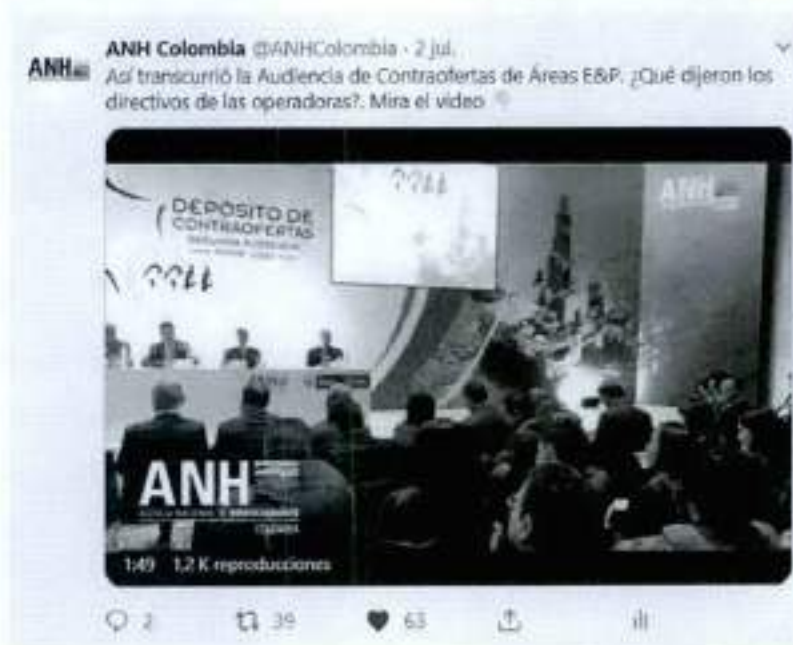 ANH Colombia @ANHColombia · 2 jul.
ANH
Así transcurrió la Audiencia de Contraofertas de Áreas E&P. ¿Qué dijeron los
directivos de las operadoras?. Mira el video
DEPÓSITO DE
CONTRAOFERTAS
ANH
ANH
COLOMBIA
1:49 1,2 K reproducciones
2 39 63